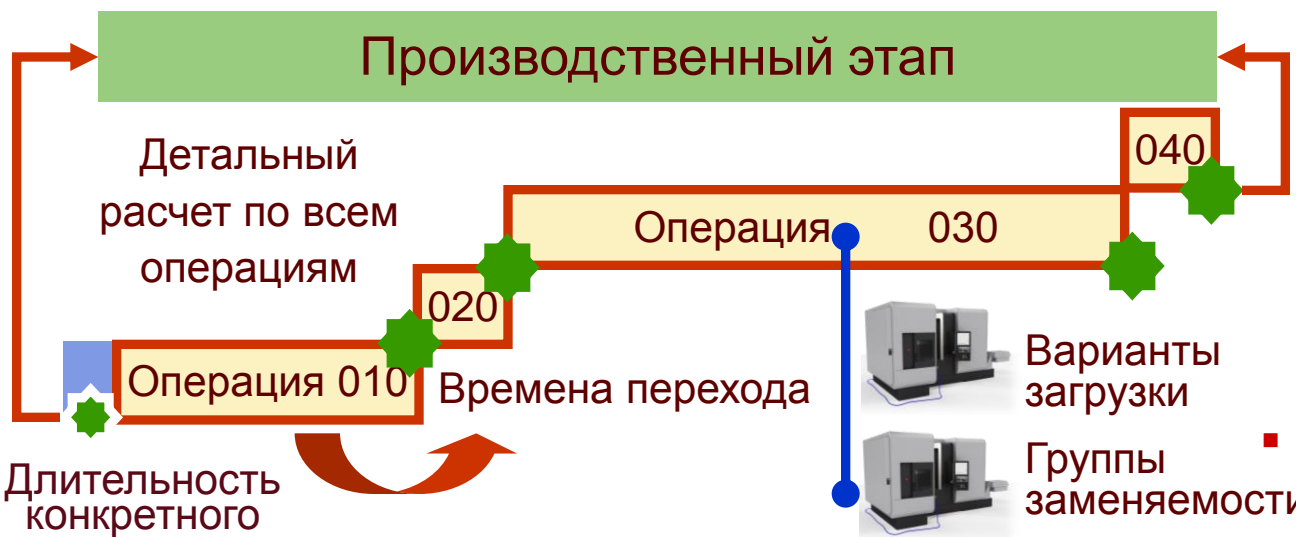 Производственный этап
Детальный
расчет по всем
операциям
040
Операция 030
020
Операция 010
Времена перехода
Варианты
загрузки
Группы
заменяемости
Длительность
конкретного